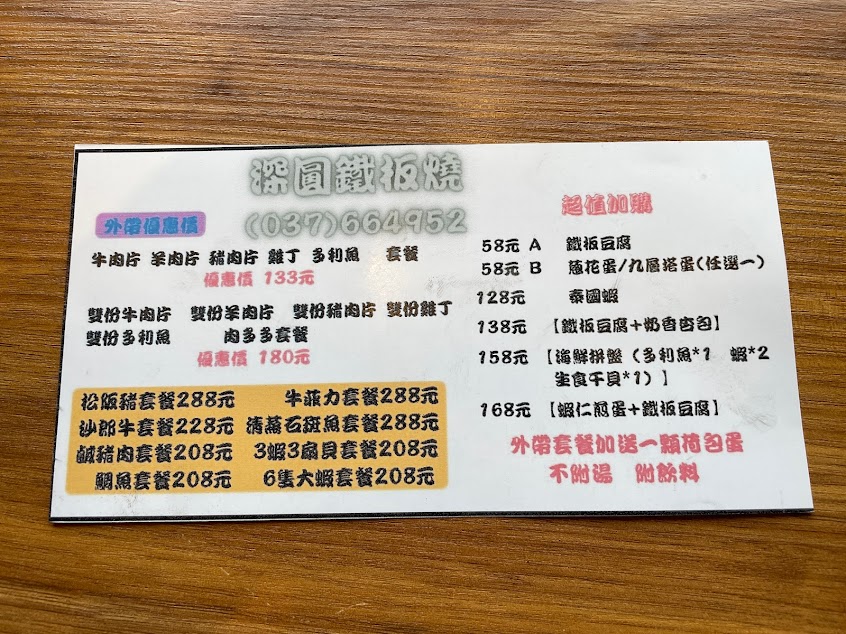 深圓鐵板燒
(037)664952
外帶優惠價
牛肉片 羊肉片 豬肉片 雞丁 多利魚 套餐
優惠價 133元
雙份牛肉片 雙份羊肉片 雙份豬肉片 雙份雞丁
雙份多利魚 肉多多套餐
優惠價 180元
松阪豬套餐288元 牛菲力套餐288元
沙朗牛套餐228元 清蒸石斑魚套餐288元
鹹豬肉套餐208元 3蝦3扇貝套餐208元
鯛魚套餐208元 6隻大蝦套餐208元
超值加購
58元 A 鐵板豆腐
58元 B 蔥花蛋/九層塔蛋(任選一)
128元 泰國蝦
138元 【鐵板豆腐+奶香杏包】
158元 【海鮮拼盤(多利魚*1 蝦*2
生食干貝*1)】
168元 【蝦仁煎蛋+鐵板豆腐】
外帶套餐加送一顆荷包蛋
不附湯 附飲料